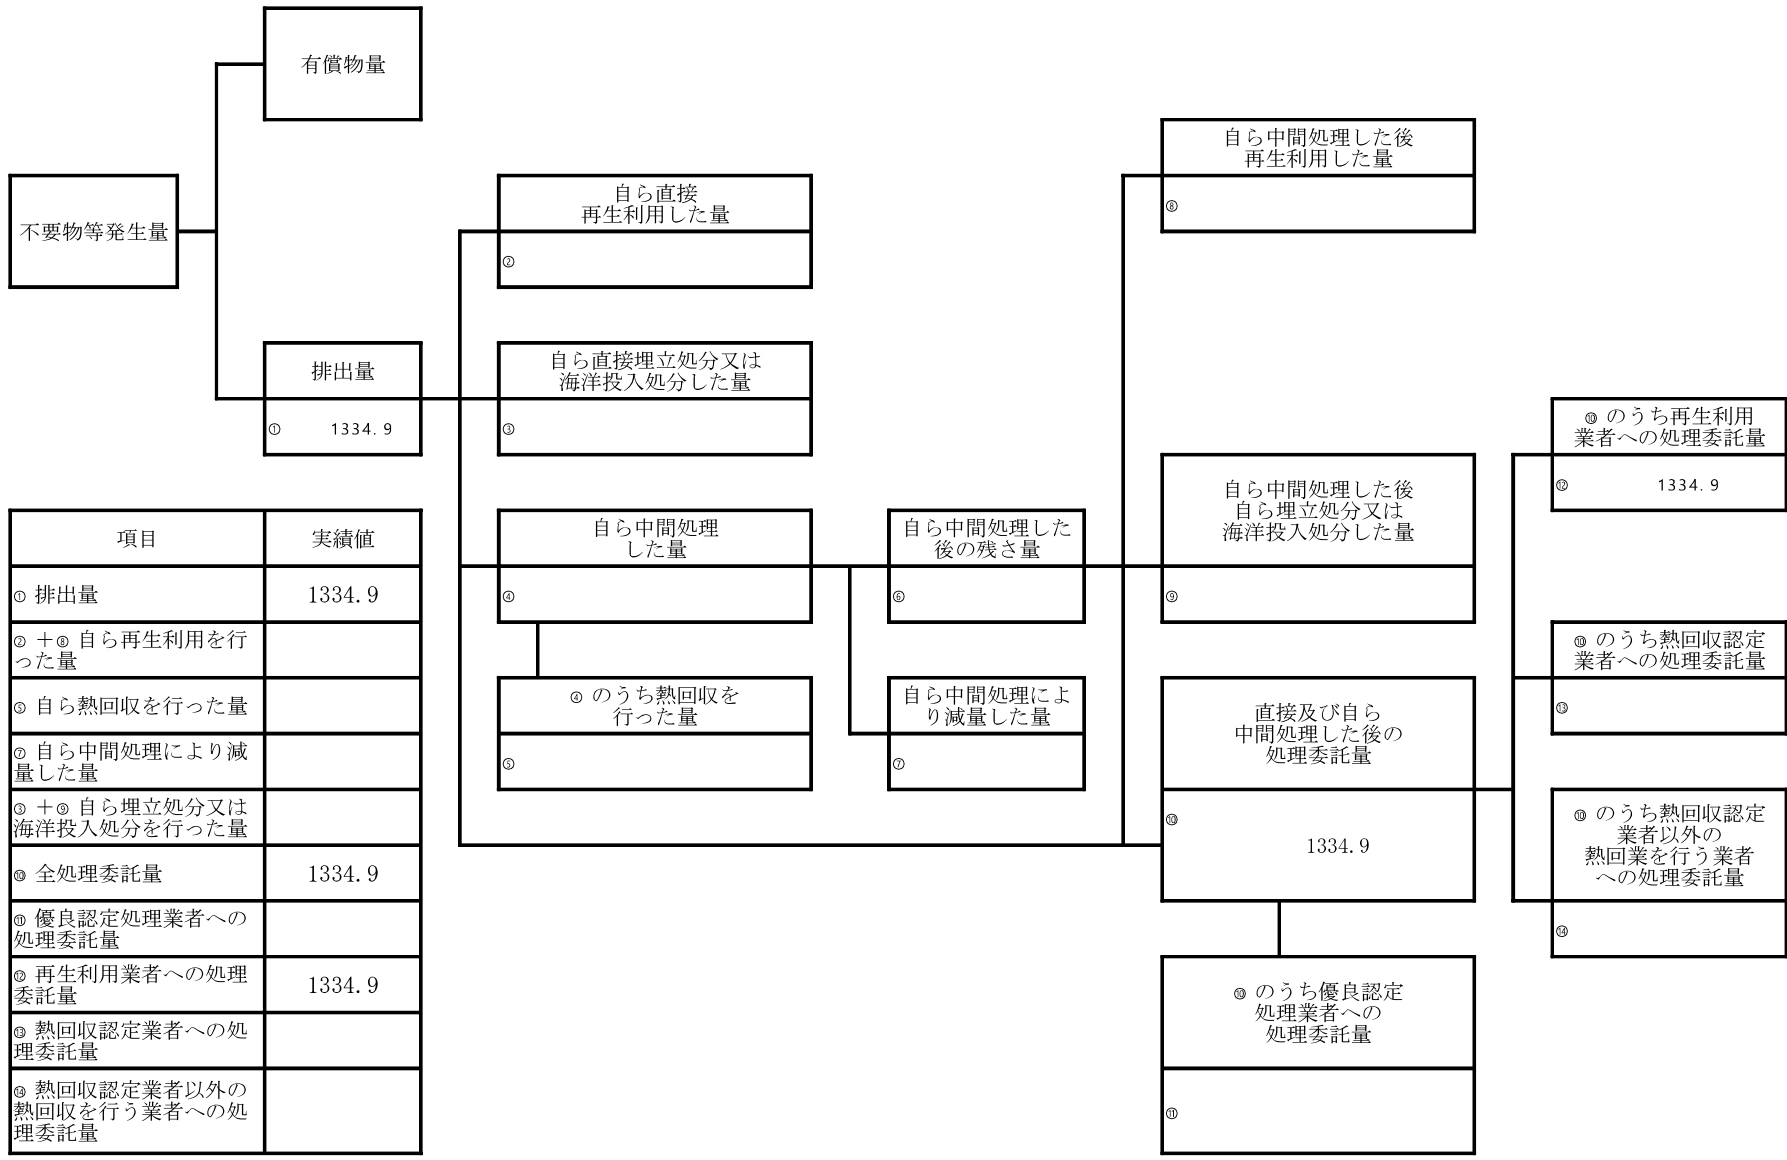 有償物量
不要物等発生量
排出量
① 1334.9
自ら直接
再生利用した量
②
自ら直接埋立処分又は
海洋投入処分した量
③
自ら中間処理
した量
④
④ のうち熱回収を
行った量
⑤
自ら中間処理した
後の残さ量
⑥
自ら中間処理によ
り減量した量
⑦
自ら中間処理した後
再生利用した量
⑧
自ら中間処理した後
自ら埋立処分又は
海洋投入処分した量
⑨
直接及び自ら
中間処理した後の
処理委託量
⑩
1334.9
⑩ のうち優良認定
処理業者への
処理委託量
⑪
⑩ のうち再生利用
業者への処理委託量
⑫ 1334.9
⑩ のうち熱回収認定
業者への処理委託量
⑬
⑩ のうち熱回収認定
業者以外の
熱回業を行う業者
への処理委託量
⑭
項目 実績値
① 排出量 1334.9
② +⑧ 自ら再生利用を行
った量
⑤ 自ら熱回収を行った量
⑦ 自ら中間処理により減
量した量
③ +⑨ 自ら埋立処分又は
海洋投入処分を行った量
⑩ 全処理委託量 1334.9
⑪ 優良認定処理業者への
処理委託量
⑫ 再生利用業者への処理
委託量 1334.9
⑬ 熱回収認定業者への処
理委託量
⑭ 熱回収認定業者以外の
熱回収を行う業者への処
理委託量